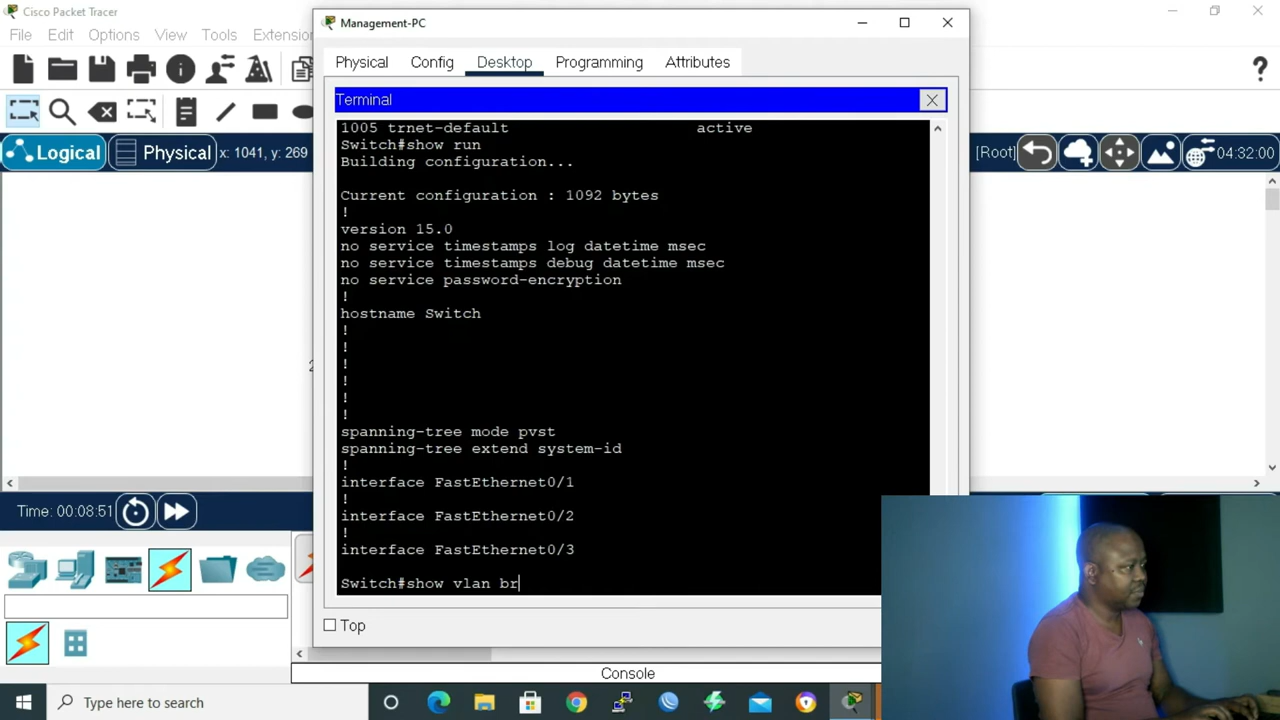 Cisco Packet Tracer
File Edit Options View Tools Extension
Logical
Physical
x: 1041, y: 269
[Root]
04:32:00
Management-PC
Physical Config Desktop Programming Attributes
Terminal
1005 trnet-default active
Switch#show run
Building configuration...
Current configuration : 1092 bytes
!
version 15.0
no service timestamps log datetime msec
no service timestamps debug datetime msec
no service password-encryption
!
hostname Switch
!
!
!
!
!
!
spanning-tree mode pvst
spanning-tree extend system-id
!
interface FastEthernet0/1
!
interface FastEthernet0/2
!
interface FastEthernet0/3
Switch#show vlan br
Top
Time: 00:08:51
Console
Type here to search